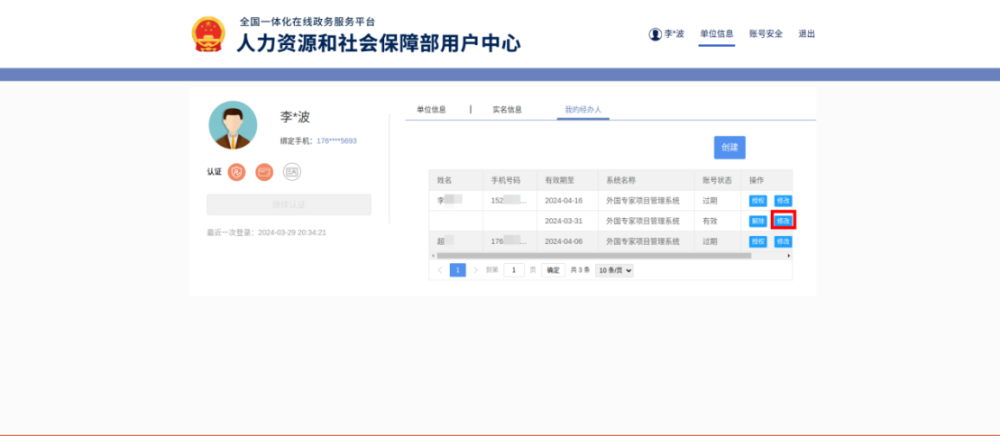 全国一体化在线政务服务平台
人力资源和社会保障部用户中心
李*波 单位信息 账号安全 退出
李*波
绑定手机：176****5693
认证
继续认证
最近一次登录：2024-03-29 20:34:21
单位信息 | 实名信息 我的经办人
创建
姓名 手机号码 有效期至 系统名称 账号状态 操作
李 152 ... 2024-04-16 外国专家项目管理系统 过期 授权 修改
2024-03-31 外国专家项目管理系统 有效 解除 修改
超 176 ... 2024-04-06 外国专家项目管理系统 过期 授权 修改
< 1 > 到第 1 页 确定 共 3 条 10 条/页